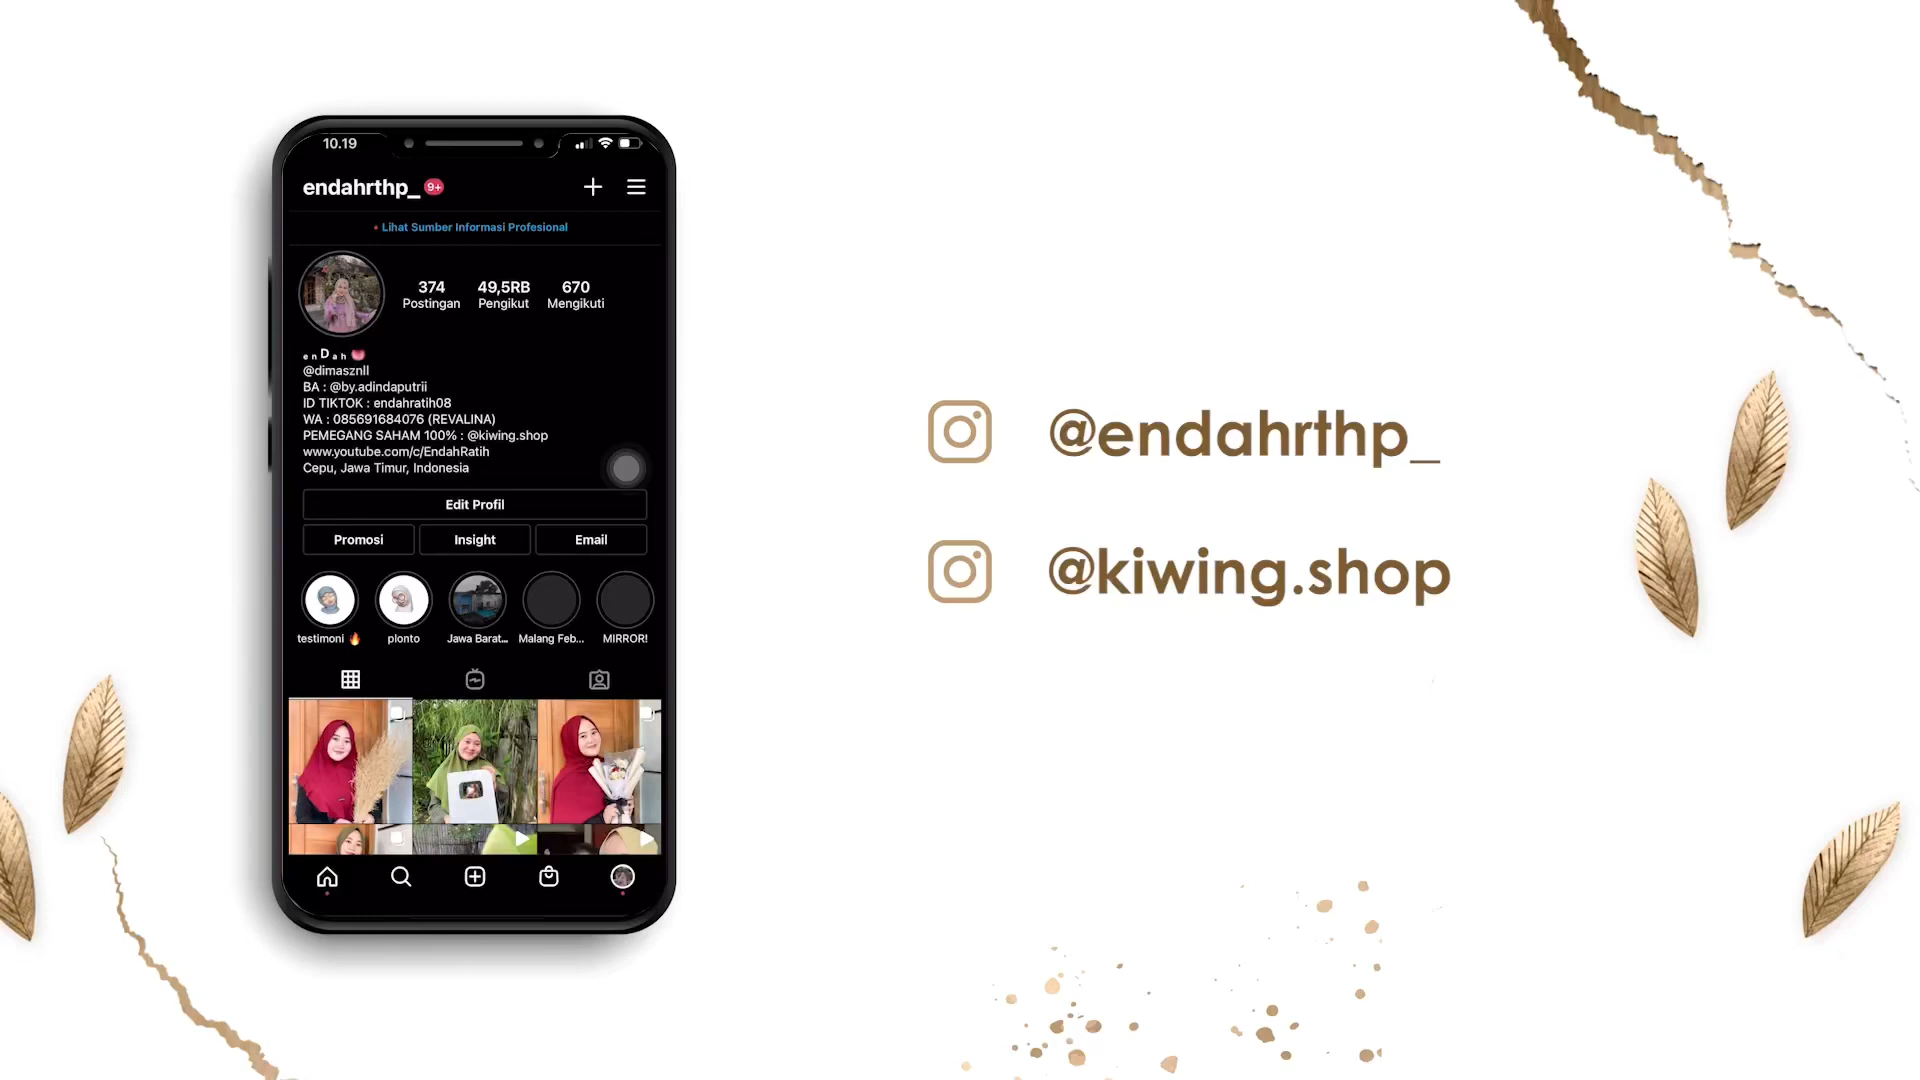 10.19
endahrthp_ 9+
Lihat Sumber Informasi Profesional
374 49,5RB 670
Postingan Pengikut Mengikuti
enDah 👅
@dimasznll
BA : @by.adindaputrii
ID TIKTOK : endahratih08
WA : 085691684076 (REVALINA)
PEMEGANG SAHAM 100% : @kiwing.shop
www.youtube.com/c/EndahRatih
Cepu, Jawa Timur, Indonesia
Edit Profil
Promosi Insight Email
testimoni 🔥 plonto Jawa Barat... Malang Feb... MIRROR!
@endahrthp_
@kiwing.shop